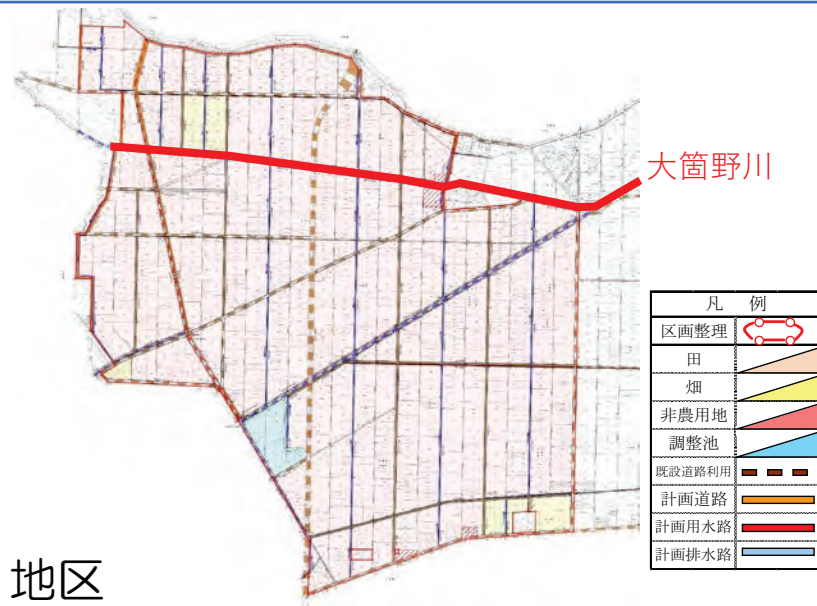 大箇野川
凡 例
区画整理
田
畑
非農用地
調整池
既設道路利用
計画道路
計画用水路
計画排水路
地区